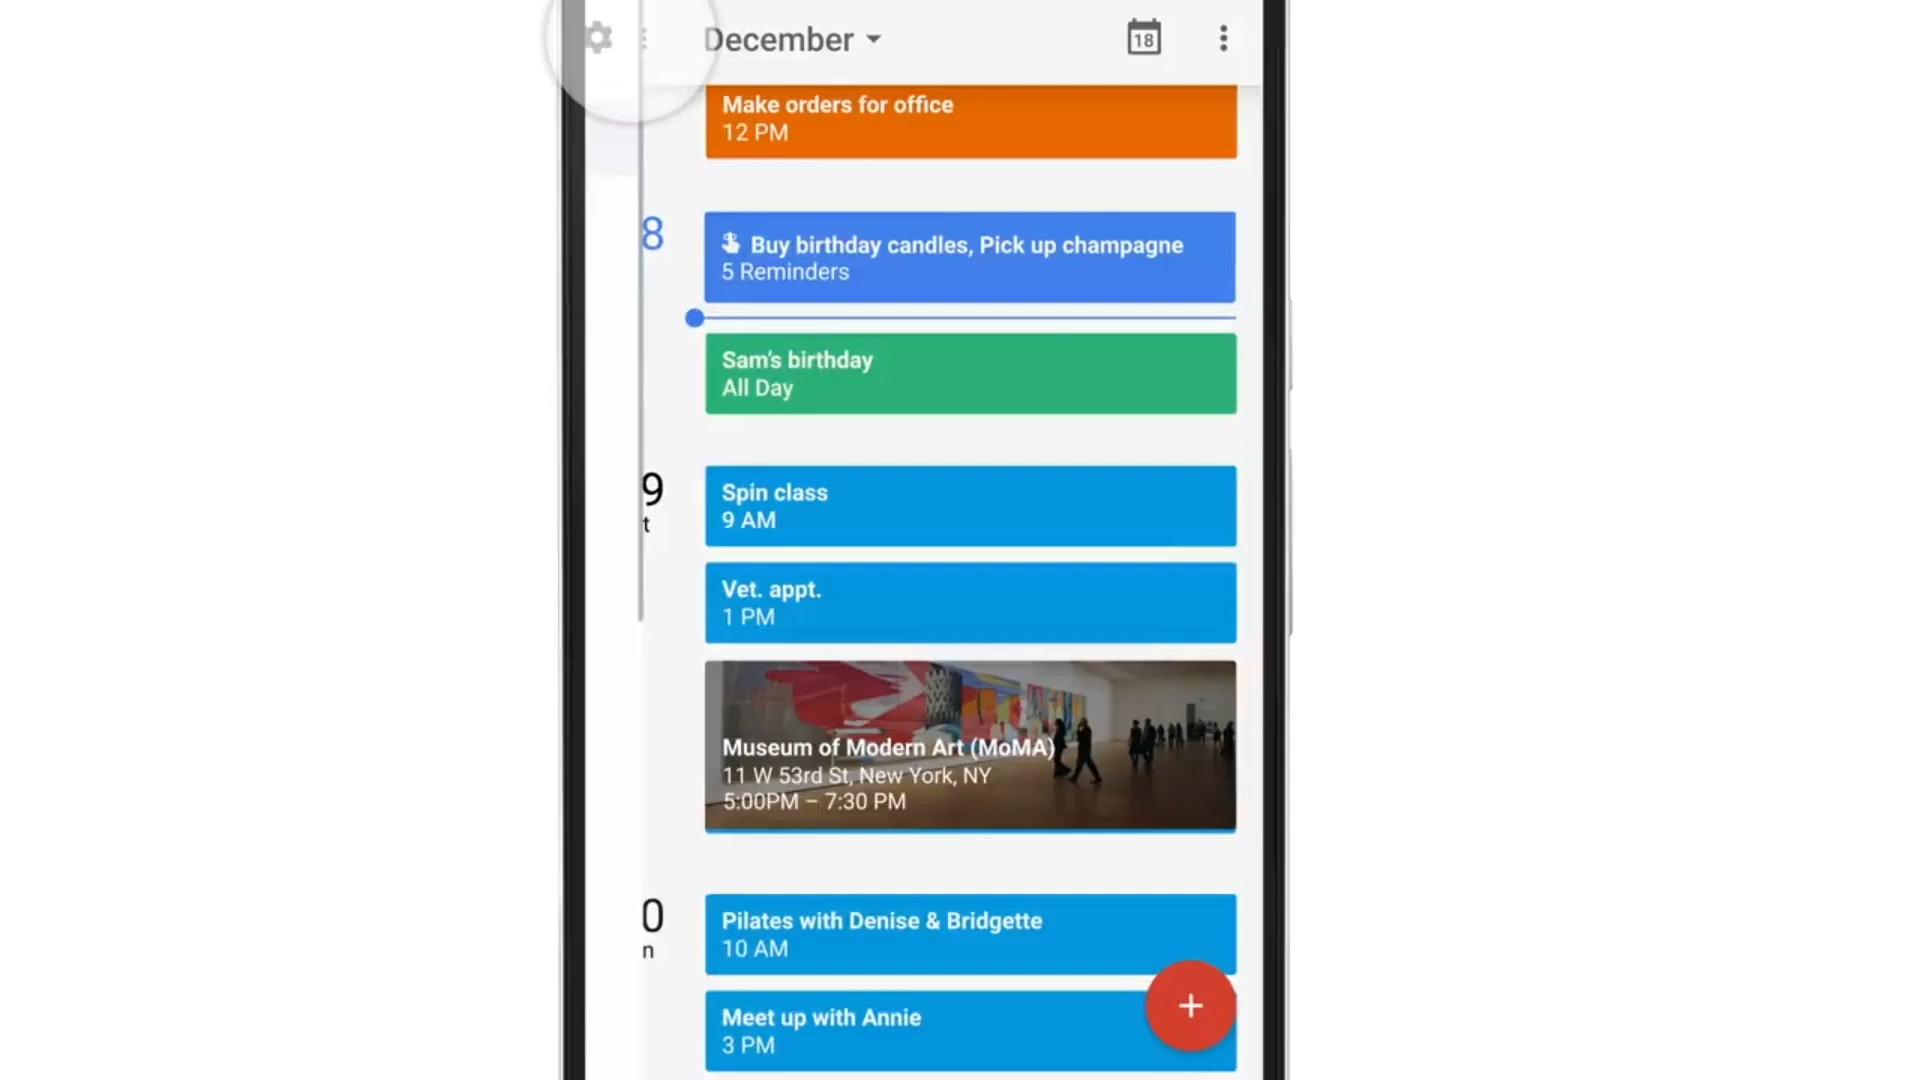 December
18
Make orders for office
12 PM
8
Buy birthday candles, Pick up champagne
5 Reminders
Sam's birthday
All Day
9
t
Spin class
9 AM
Vet. appt.
1 PM
Museum of Modern Art (MoMA)
11 W 53rd St, New York, NY
5:00PM – 7:30 PM
0
n
Pilates with Denise & Bridgette
10 AM
Meet up with Annie
3 PM